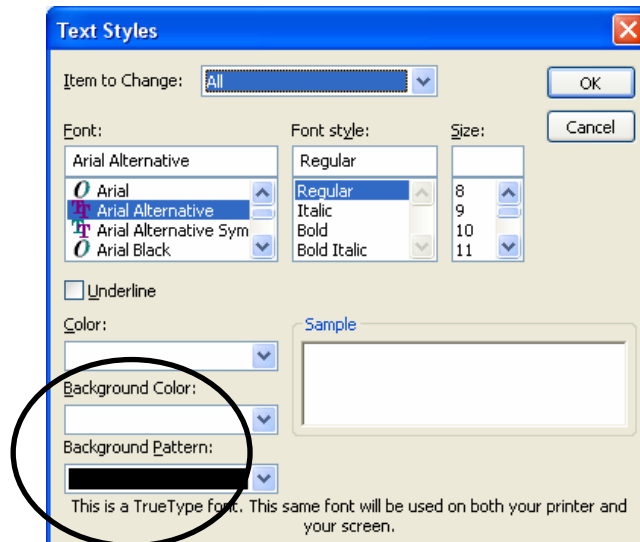 Text Styles
Item to Change: All
OK
Cancel
Font:
Font style:
Size:
Arial Alternative
Regular
Arial
Arial Alternative
Arial Alternative Sym
Arial Black
Regular
Italic
Bold
Bold Italic
8
9
10
11
Underline
Color:
Sample
Background Color:
Background Pattern:
This is a TrueType font. This same font will be used on both your printer and
your screen.